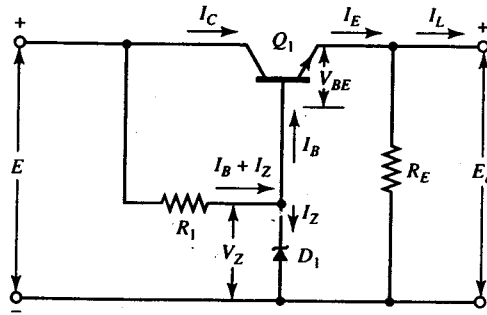 + I_C Q_1 I_E I_L +
V_BE
I_B
E I_B + I_Z R_E E
R_1 I_Z
V_Z D_1
−